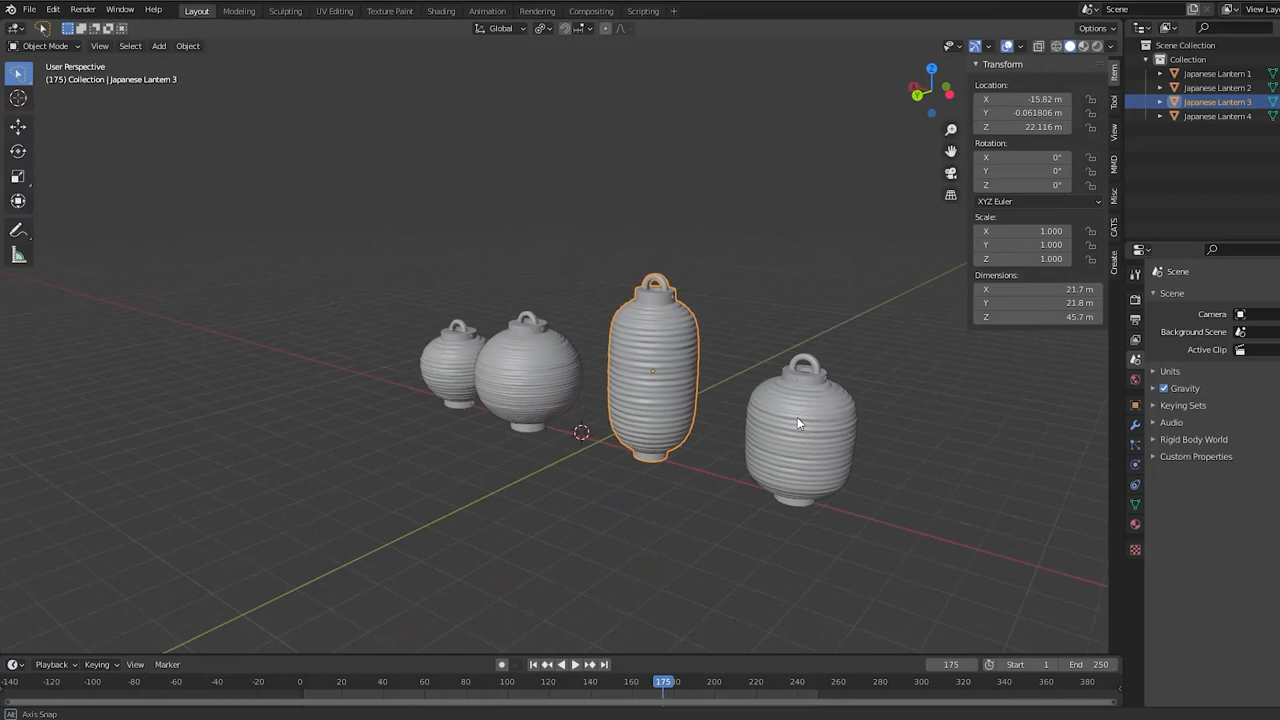 File Edit Render Window Help Layout Modeling Sculpting UV Editing Texture Paint Shading Animation Rendering Compositing Scripting + Scene View Laye
Global Options
Object Mode View Select Add Object
User Perspective
(175) Collection | Japanese Lantern 3
Z
Y
Transform
Location:
X -15.82 m
Y -0.061806 m
Z 22.116 m
Rotation:
X 0°
Y 0°
Z 0°
XYZ Euler
Scale:
X 1.000
Y 1.000
Z 1.000
Dimensions:
X 21.7 m
Y 21.8 m
Z 45.7 m
Item
Tool
View
MMD
Misc
CATS
Create
Scene Collection
Collection
Japanese Lantern 1
Japanese Lantern 2
Japanese Lantern 3
Japanese Lantern 4
Scene
Scene
Camera
Background Scene
Active Clip
Units
Gravity
Keying Sets
Audio
Rigid Body World
Custom Properties
Playback Keying View Marker 175 Start 1 End 250
-140 -120 -100 -80 -60 -40 -20 0 20 40 60 80 100 120 140 160 175 200 220 240 260 280 300 320 340 360 380
Alt Axis Snap